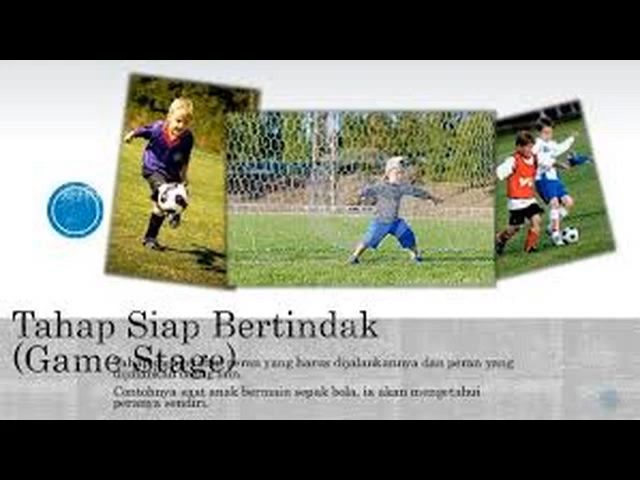 Tahap Siap Bertindak
(Game Stage)
peran yang harus dijalankannya dan peran yang
Contohnya saat anak bermain sepak bola, ia akan mengetahui
peranya sendiri.